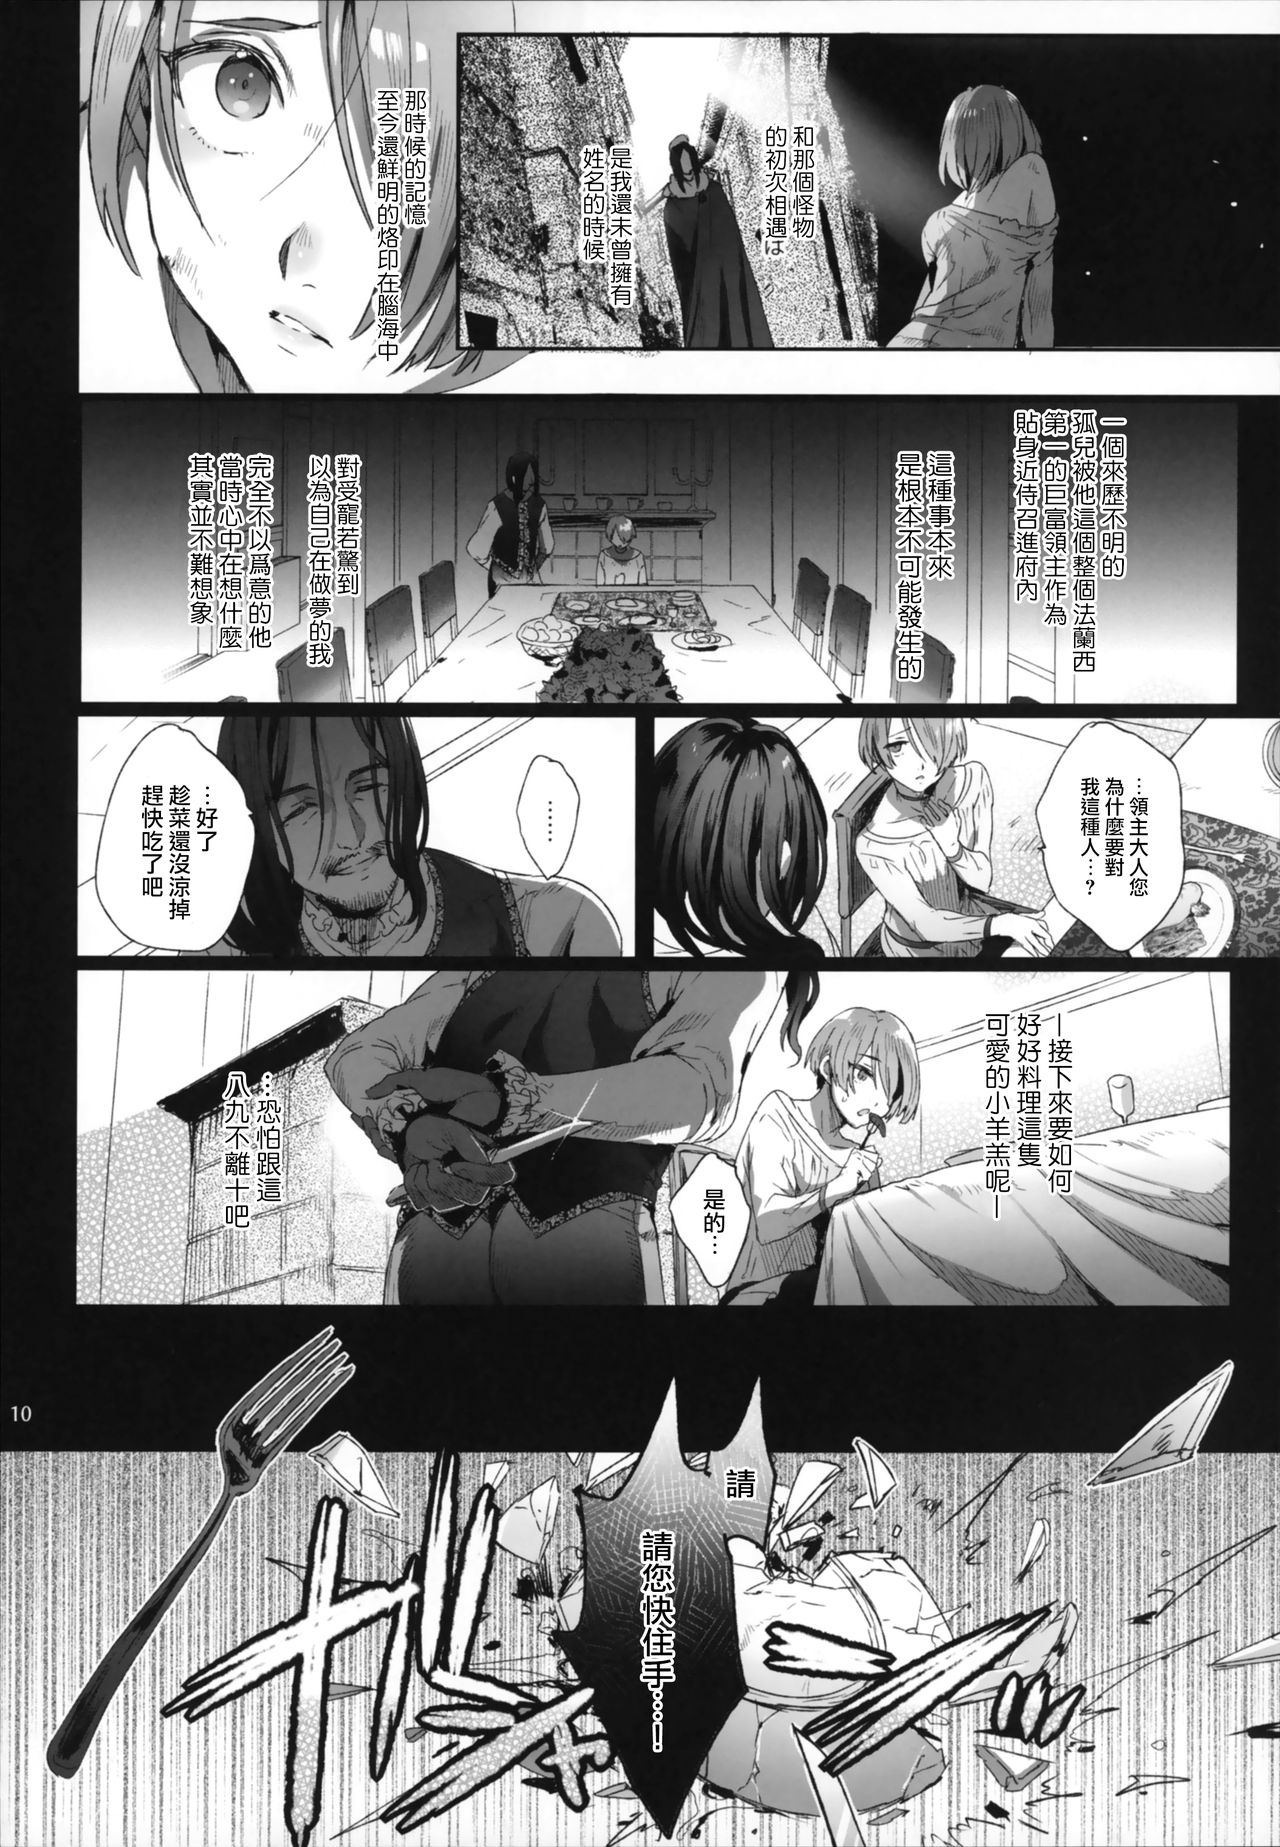 和那個怪物
的初次相遇は
是我還未曾擁有
姓名的時候
那時候的記憶
至今還鮮明的烙印在腦海中
一個來歷不明的
孤兒被他這個整個法蘭西
第一的巨富領主作為
貼身近侍召進府內
這種事本來
是根本不可能發生的
對受寵若驚到
以為自己在做夢的我
完全不以爲意的他
當時心中在想什麼
其實並不難想象
…領主大人您
為什麼要對
我這種人…?
……
…好了
趁菜還沒涼掉
趕快吃了吧
—接下來要如何
好好料理這隻
可愛的小羊羔呢—
是的…
…恐怕跟這
八九不離十吧
請
請您快住手…!
ガシャーン
10